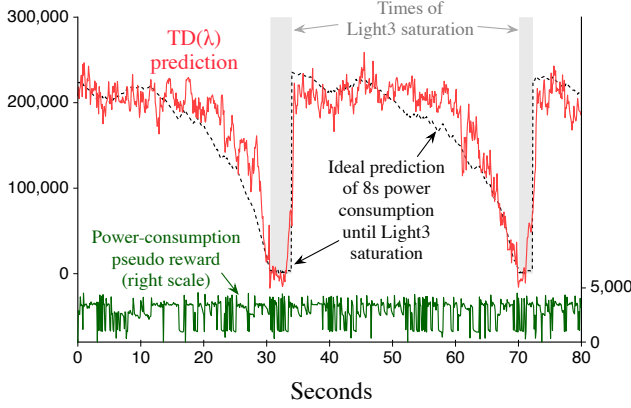 300,000
200,000
100,000
0
Times of
Light3 saturation
TD(λ)
prediction
Ideal prediction
of 8s power
consumption
until Light3
saturation
Power-consumption
pseudo reward
(right scale)
5,000
0
0 10 20 30 40 50 60 70 80
Seconds